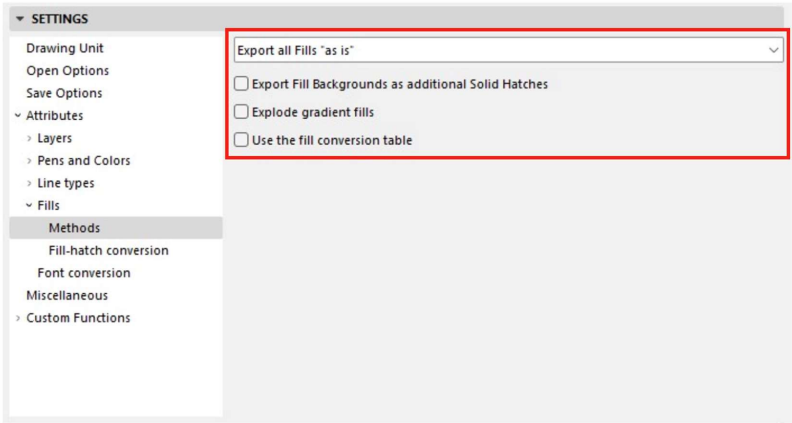 SETTINGS
Drawing Unit
Open Options
Save Options
Attributes
Layers
Pens and Colors
Line types
Fills
Methods
Fill-hatch conversion
Font conversion
Miscellaneous
Custom Functions
Export all Fills "as is"
Export Fill Backgrounds as additional Solid Hatches
Explode gradient fills
Use the fill conversion table